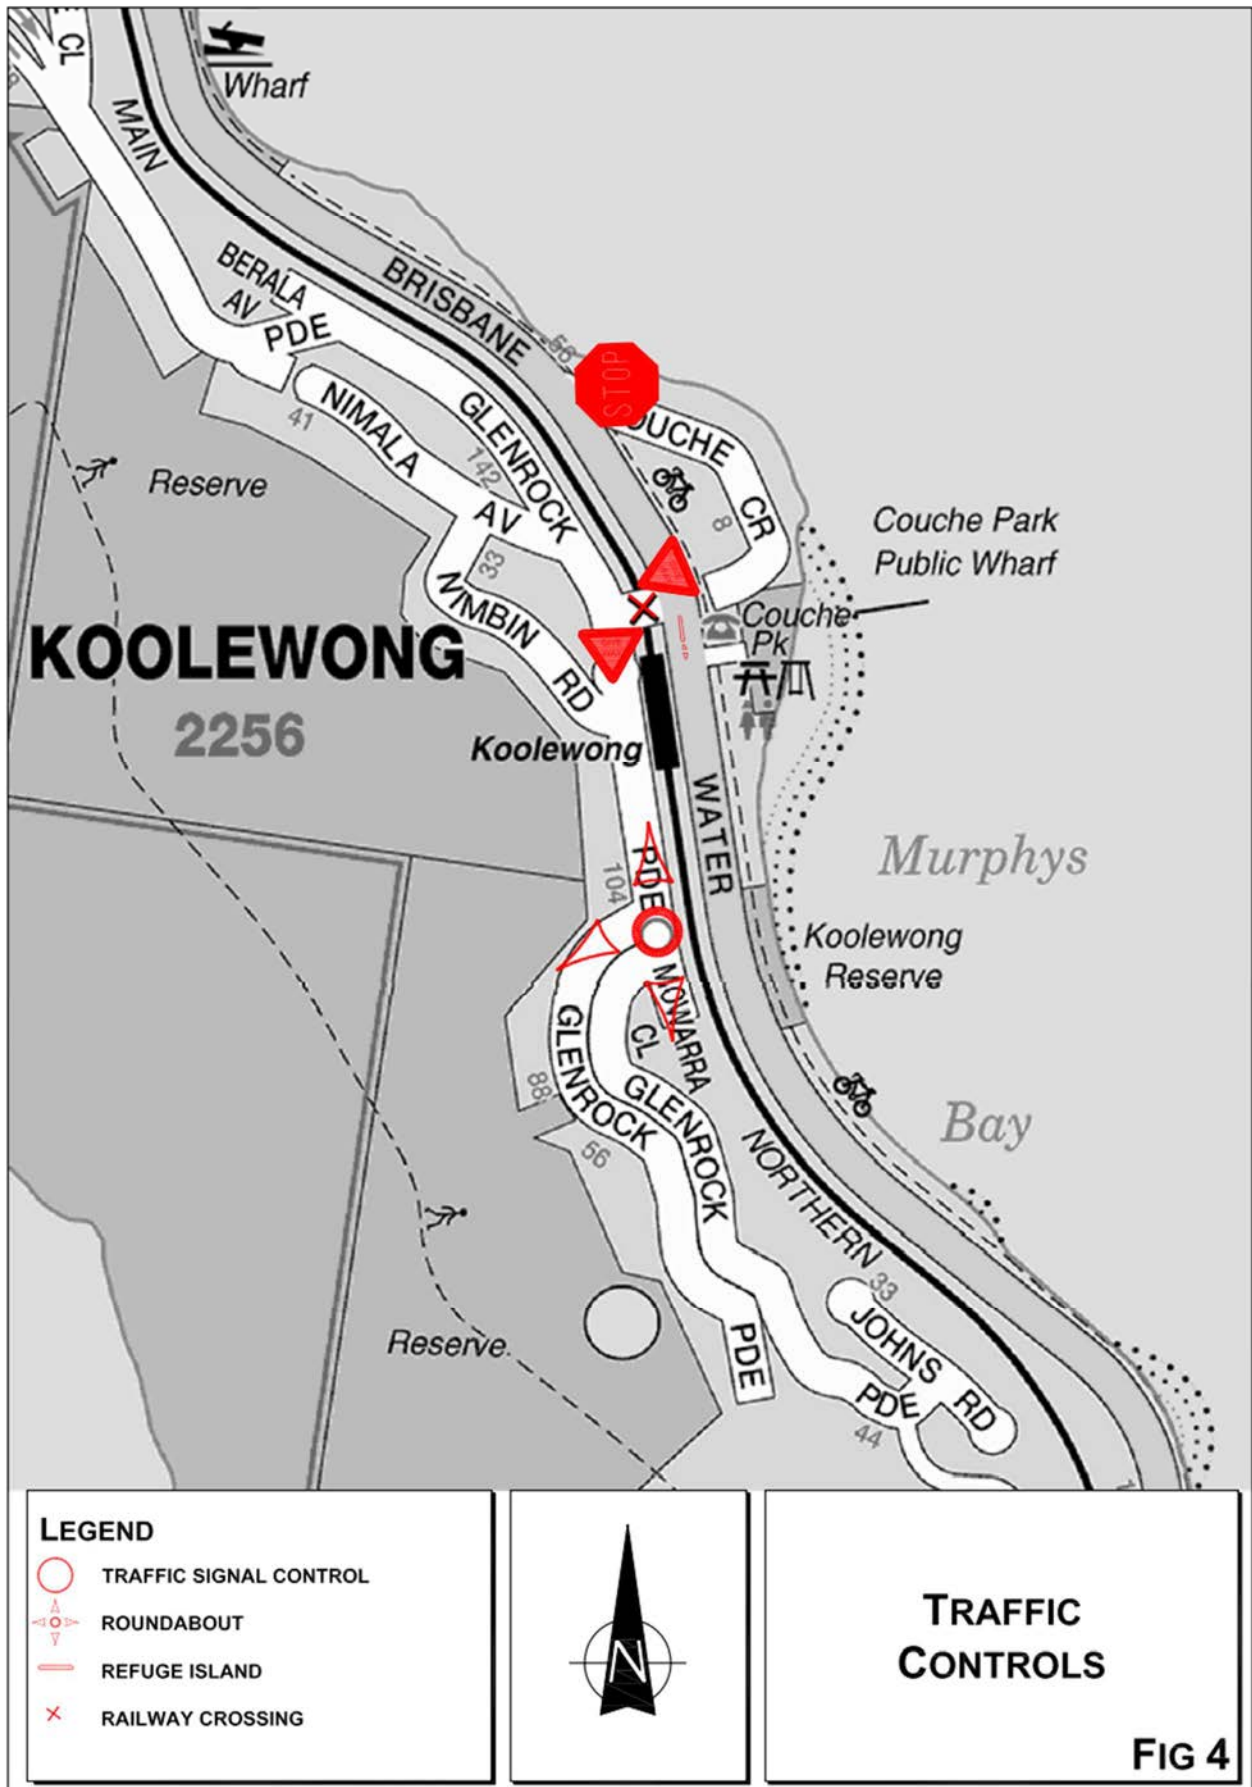 CL
Wharf
MAIN
BERALA
AV
PDE
BRISBANE
56
STOP
COUCHE
CR
8
41
NIMALA
AV
142
GLENROCK
Reserve
33
NIMBIN
RD
Couche Park
Public Wharf
Couche
Pk
KOOLEWONG
2256
Koolewong
WATER
PDE
104
Murphys
Koolewong
Reserve
MOWARRA
CL
GLENROCK
88
GLENROCK
56
Bay
NORTHERN
33
JOHNS
RD
Reserve
PDE
PDE
44
LEGEND
TRAFFIC SIGNAL CONTROL
ROUNDABOUT
REFUGE ISLAND
RAILWAY CROSSING
N
TRAFFIC
CONTROLS
FIG 4